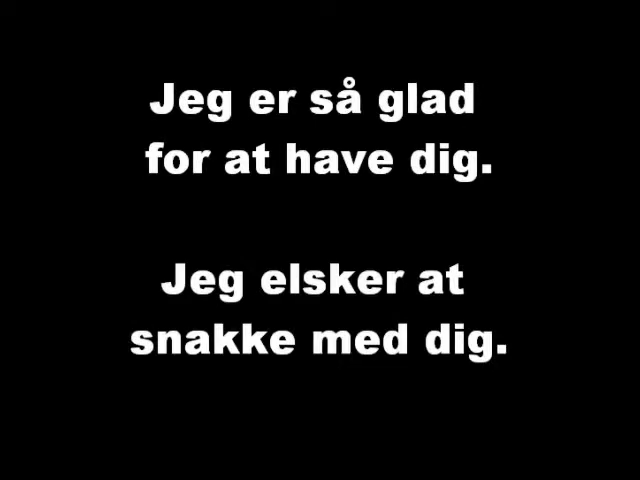 Jeg er så glad
for at have dig.
Jeg elsker at
snakke med dig.